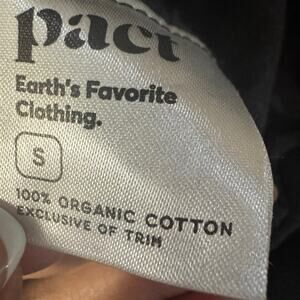 pact
Earth's Favorite
Clothing.
S
100% ORGANIC COTTON
EXCLUSIVE OF TRIM